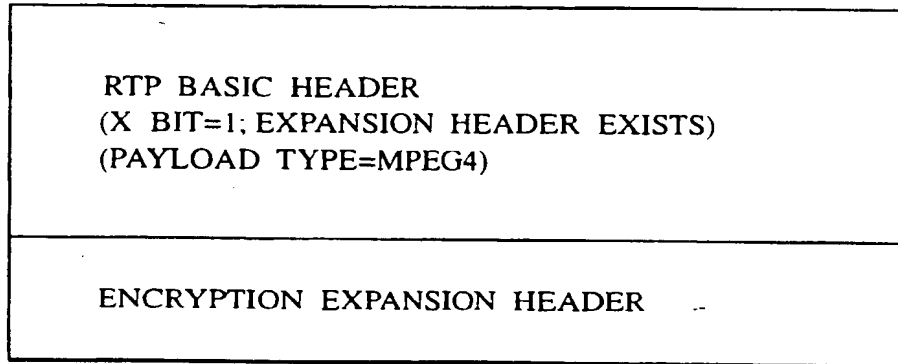 RTP BASIC HEADER
(X BIT=1; EXPANSION HEADER EXISTS)
(PAYLOAD TYPE=MPEG4)
ENCRYPTION EXPANSION HEADER